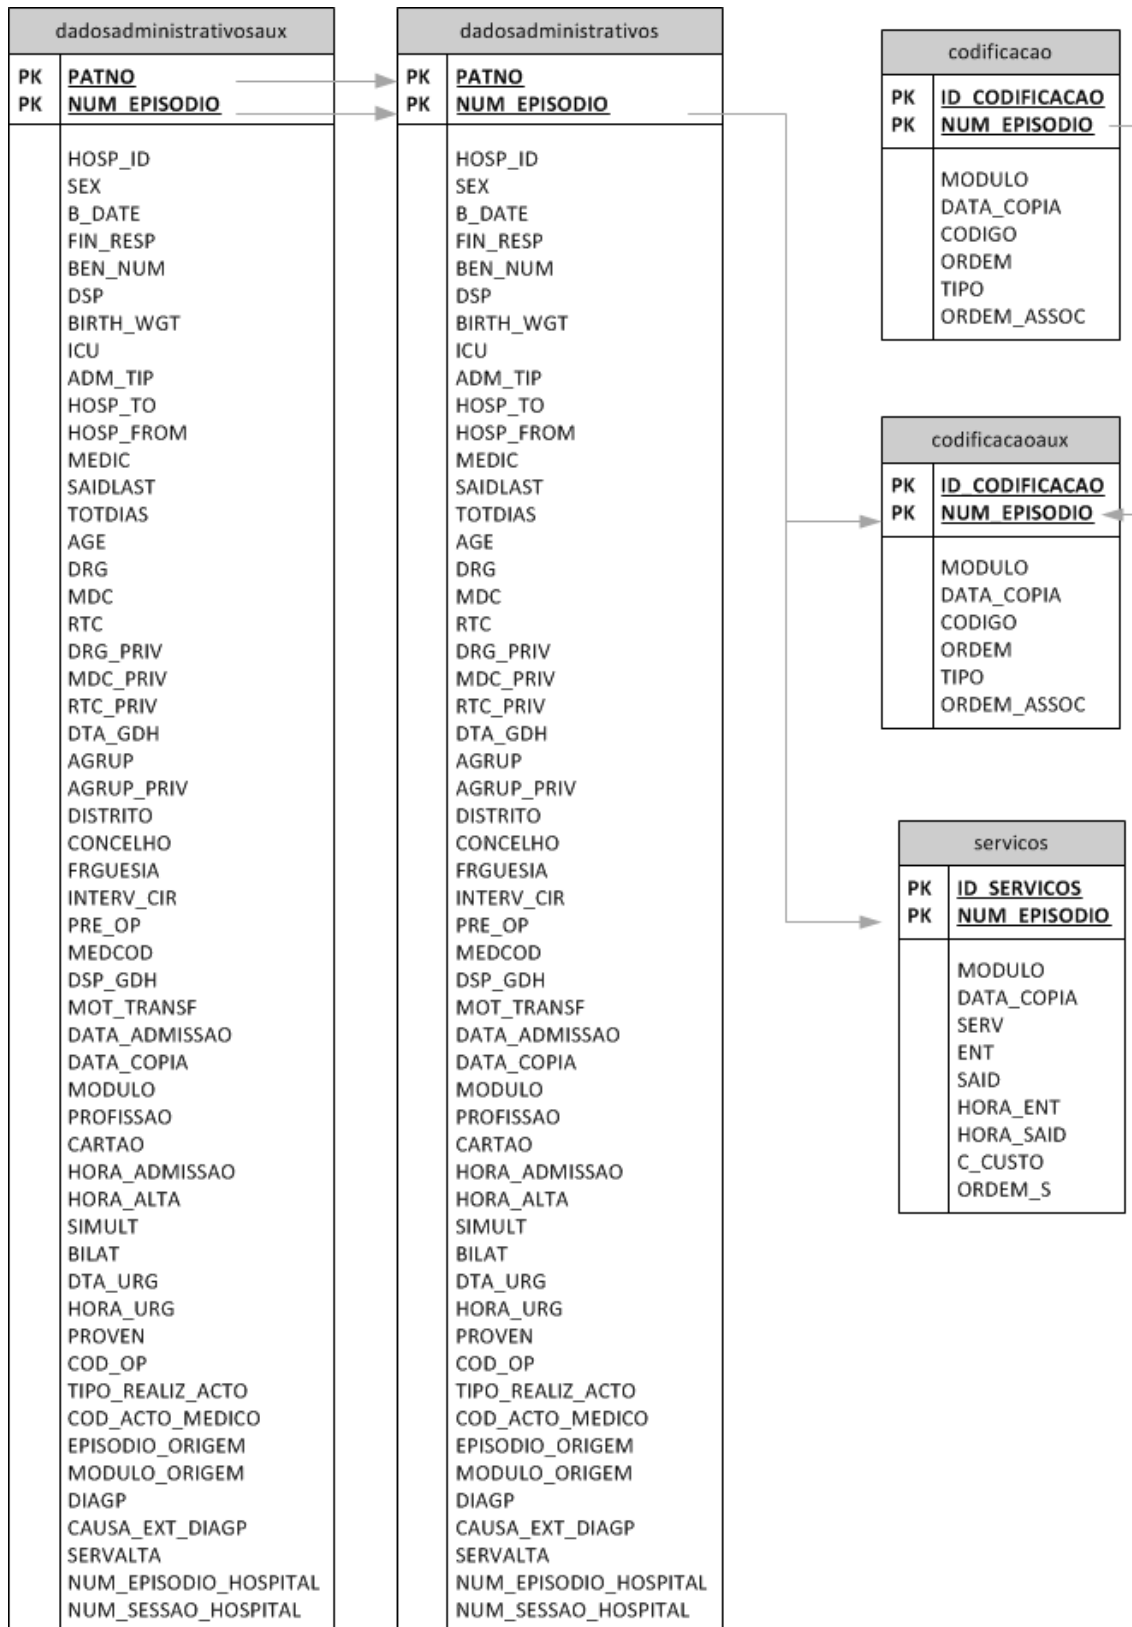 dadosadministrativosaux
PK PATNO
PK NUM_EPISODIO
HOSP_ID
SEX
B_DATE
FIN_RESP
BEN_NUM
DSP
BIRTH_WGT
ICU
ADM_TIP
HOSP_TO
HOSP_FROM
MEDIC
SAIDLAST
TOTDIAS
AGE
DRG
MDC
RTC
DRG_PRIV
MDC_PRIV
RTC_PRIV
DTA_GDH
AGRUP
AGRUP_PRIV
DISTRITO
CONCELHO
FRGUESIA
INTERV_CIR
PRE_OP
MEDCOD
DSP_GDH
MOT_TRANSF
DATA_ADMISSAO
DATA_COPIA
MODULO
PROFISSAO
CARTAO
HORA_ADMISSAO
HORA_ALTA
SIMULT
BILAT
DTA_URG
HORA_URG
PROVEN
COD_OP
TIPO_REALIZ_ACTO
COD_ACTO_MEDICO
EPISODIO_ORIGEM
MODULO_ORIGEM
DIAGP
CAUSA_EXT_DIAGP
SERVALTA
NUM_EPISODIO_HOSPITAL
NUM_SESSAO_HOSPITAL
dadosadministrativos
PK PATNO
PK NUM_EPISODIO
HOSP_ID
SEX
B_DATE
FIN_RESP
BEN_NUM
DSP
BIRTH_WGT
ICU
ADM_TIP
HOSP_TO
HOSP_FROM
MEDIC
SAIDLAST
TOTDIAS
AGE
DRG
MDC
RTC
DRG_PRIV
MDC_PRIV
RTC_PRIV
DTA_GDH
AGRUP
AGRUP_PRIV
DISTRITO
CONCELHO
FRGUESIA
INTERV_CIR
PRE_OP
MEDCOD
DSP_GDH
MOT_TRANSF
DATA_ADMISSAO
DATA_COPIA
MODULO
PROFISSAO
CARTAO
HORA_ADMISSAO
HORA_ALTA
SIMULT
BILAT
DTA_URG
HORA_URG
PROVEN
COD_OP
TIPO_REALIZ_ACTO
COD_ACTO_MEDICO
EPISODIO_ORIGEM
MODULO_ORIGEM
DIAGP
CAUSA_EXT_DIAGP
SERVALTA
NUM_EPISODIO_HOSPITAL
NUM_SESSAO_HOSPITAL
codificacao
PK ID_CODIFICACAO
PK NUM_EPISODIO
MODULO
DATA_COPIA
CODIGO
ORDEM
TIPO
ORDEM_ASSOC
codificacaoaux
PK ID_CODIFICACAO
PK NUM_EPISODIO
MODULO
DATA_COPIA
CODIGO
ORDEM
TIPO
ORDEM_ASSOC
servicos
PK ID_SERVICOS
PK NUM_EPISODIO
MODULO
DATA_COPIA
SERV
ENT
SAID
HORA_ENT
HORA_SAID
C_CUSTO
ORDEM_S